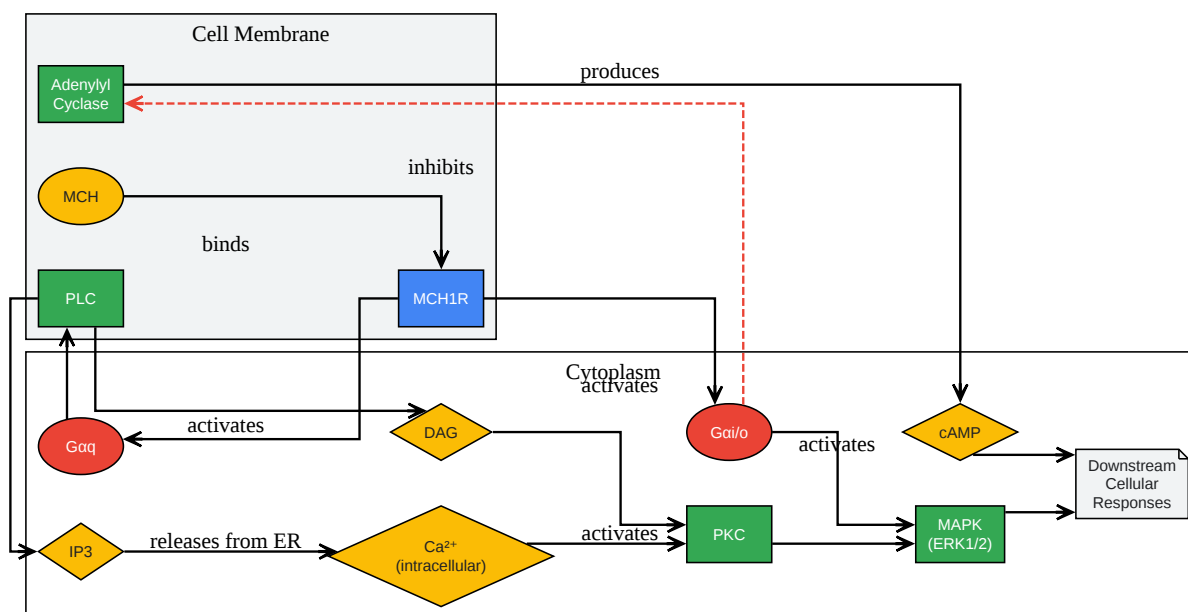 Cell Membrane
Adenylyl
Cyclase
produces
inhibits
MCH
binds
PLC
MCH1R
Cytoplasm
activates
Gαq
activates
DAG
Gαi/o
activates
cAMP
Downstream
Cellular
Responses
IP3
releases from ER
Ca²⁺
(intracellular)
activates
PKC
MAPK
(ERK1/2)